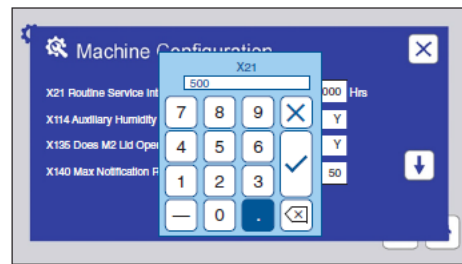 Machine Configuration
X21
500
X21 Routine Service Int
000 Hrs
X114 Auxiliary Humidity
Y
X135 Does M2 Lid Oper
Y
X140 Max Notification P
50
7 8 9
4 5 6
1 2 3
— 0 .